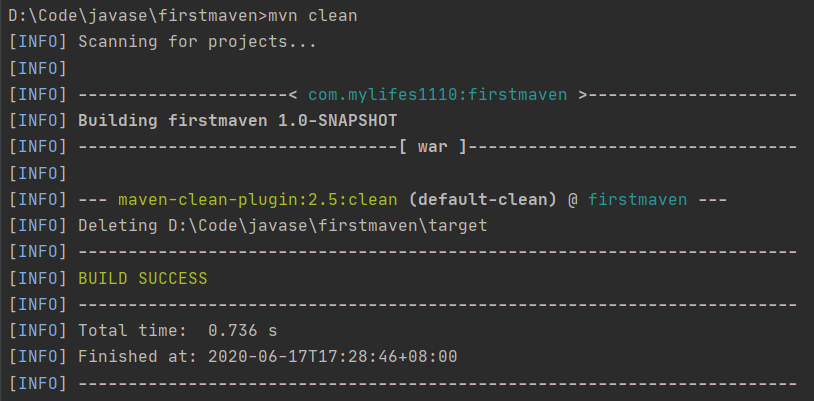 D:\Code\javase\firstmaven>mvn clean
[INFO] Scanning for projects...
[INFO]
[INFO] ---------------------< com.mylifes1110:firstmaven >---------------------
[INFO] Building firstmaven 1.0-SNAPSHOT
[INFO] --------------------------------[ war ]---------------------------------
[INFO]
[INFO] --- maven-clean-plugin:2.5:clean (default-clean) @ firstmaven ---
[INFO] Deleting D:\Code\javase\firstmaven\target
[INFO] ------------------------------------------------------------------------
[INFO] BUILD SUCCESS
[INFO] ------------------------------------------------------------------------
[INFO] Total time:  0.736 s
[INFO] Finished at: 2020-06-17T17:28:46+08:00
[INFO] ------------------------------------------------------------------------